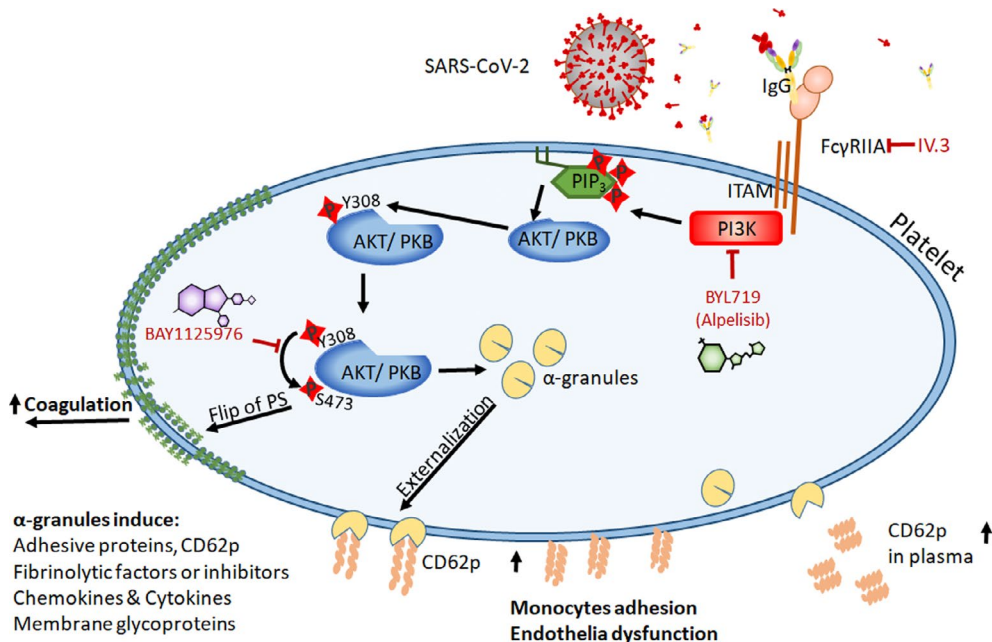 SARS-CoV-2
IgG
FcγRIIA
IV.3
ITAM
Platelet
P
P
P
PIP3
PI3K
P
Y308
AKT/ PKB
AKT/ PKB
BYL719
(Alpelisib)
BAY1125976
P
Y308
AKT/ PKB
P
S473
α-granules
Flip of PS
Coagulation
Externalization
α-granules induce:
Adhesive proteins, CD62p
Fibrinolytic factors or inhibitors
Chemokines & Cytokines
Membrane glycoproteins
CD62p
Monocytes adhesion
Endothelia dysfunction
CD62p
in plasma